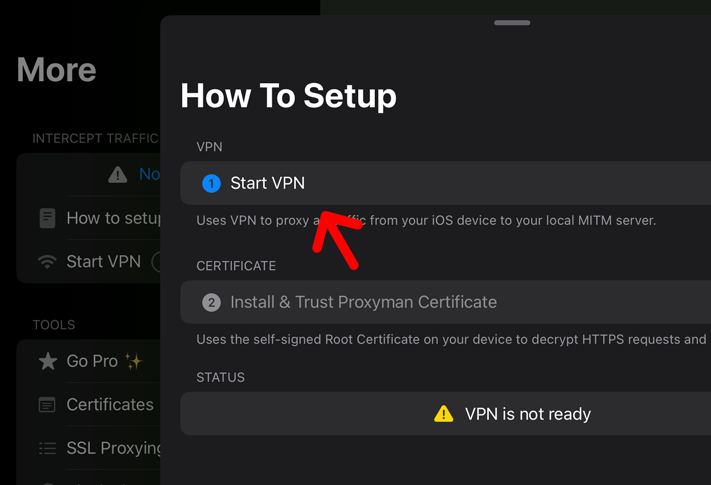 More
INTERCEPT TRAFFIC
No
How to setup
Start VPN
TOOLS
Go Pro ✨
Certificates
SSL Proxying
How To Setup
VPN
1 Start VPN
Uses VPN to proxy all traffic from your iOS device to your local MITM server.
CERTIFICATE
2 Install & Trust Proxyman Certificate
Uses the self-signed Root Certificate on your device to decrypt HTTPS requests and
STATUS
VPN is not ready